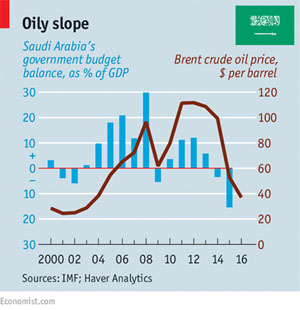 Oily slope
Saudi Arabia's
government budget
balance, as % of GDP
Brent crude oil price,
$ per barrel
30
20
10
+
0
–
10
20
30
120
100
80
60
40
20
0
2000 02 04 06 08 10 12 14 16
Sources: IMF; Haver Analytics
Economist.com